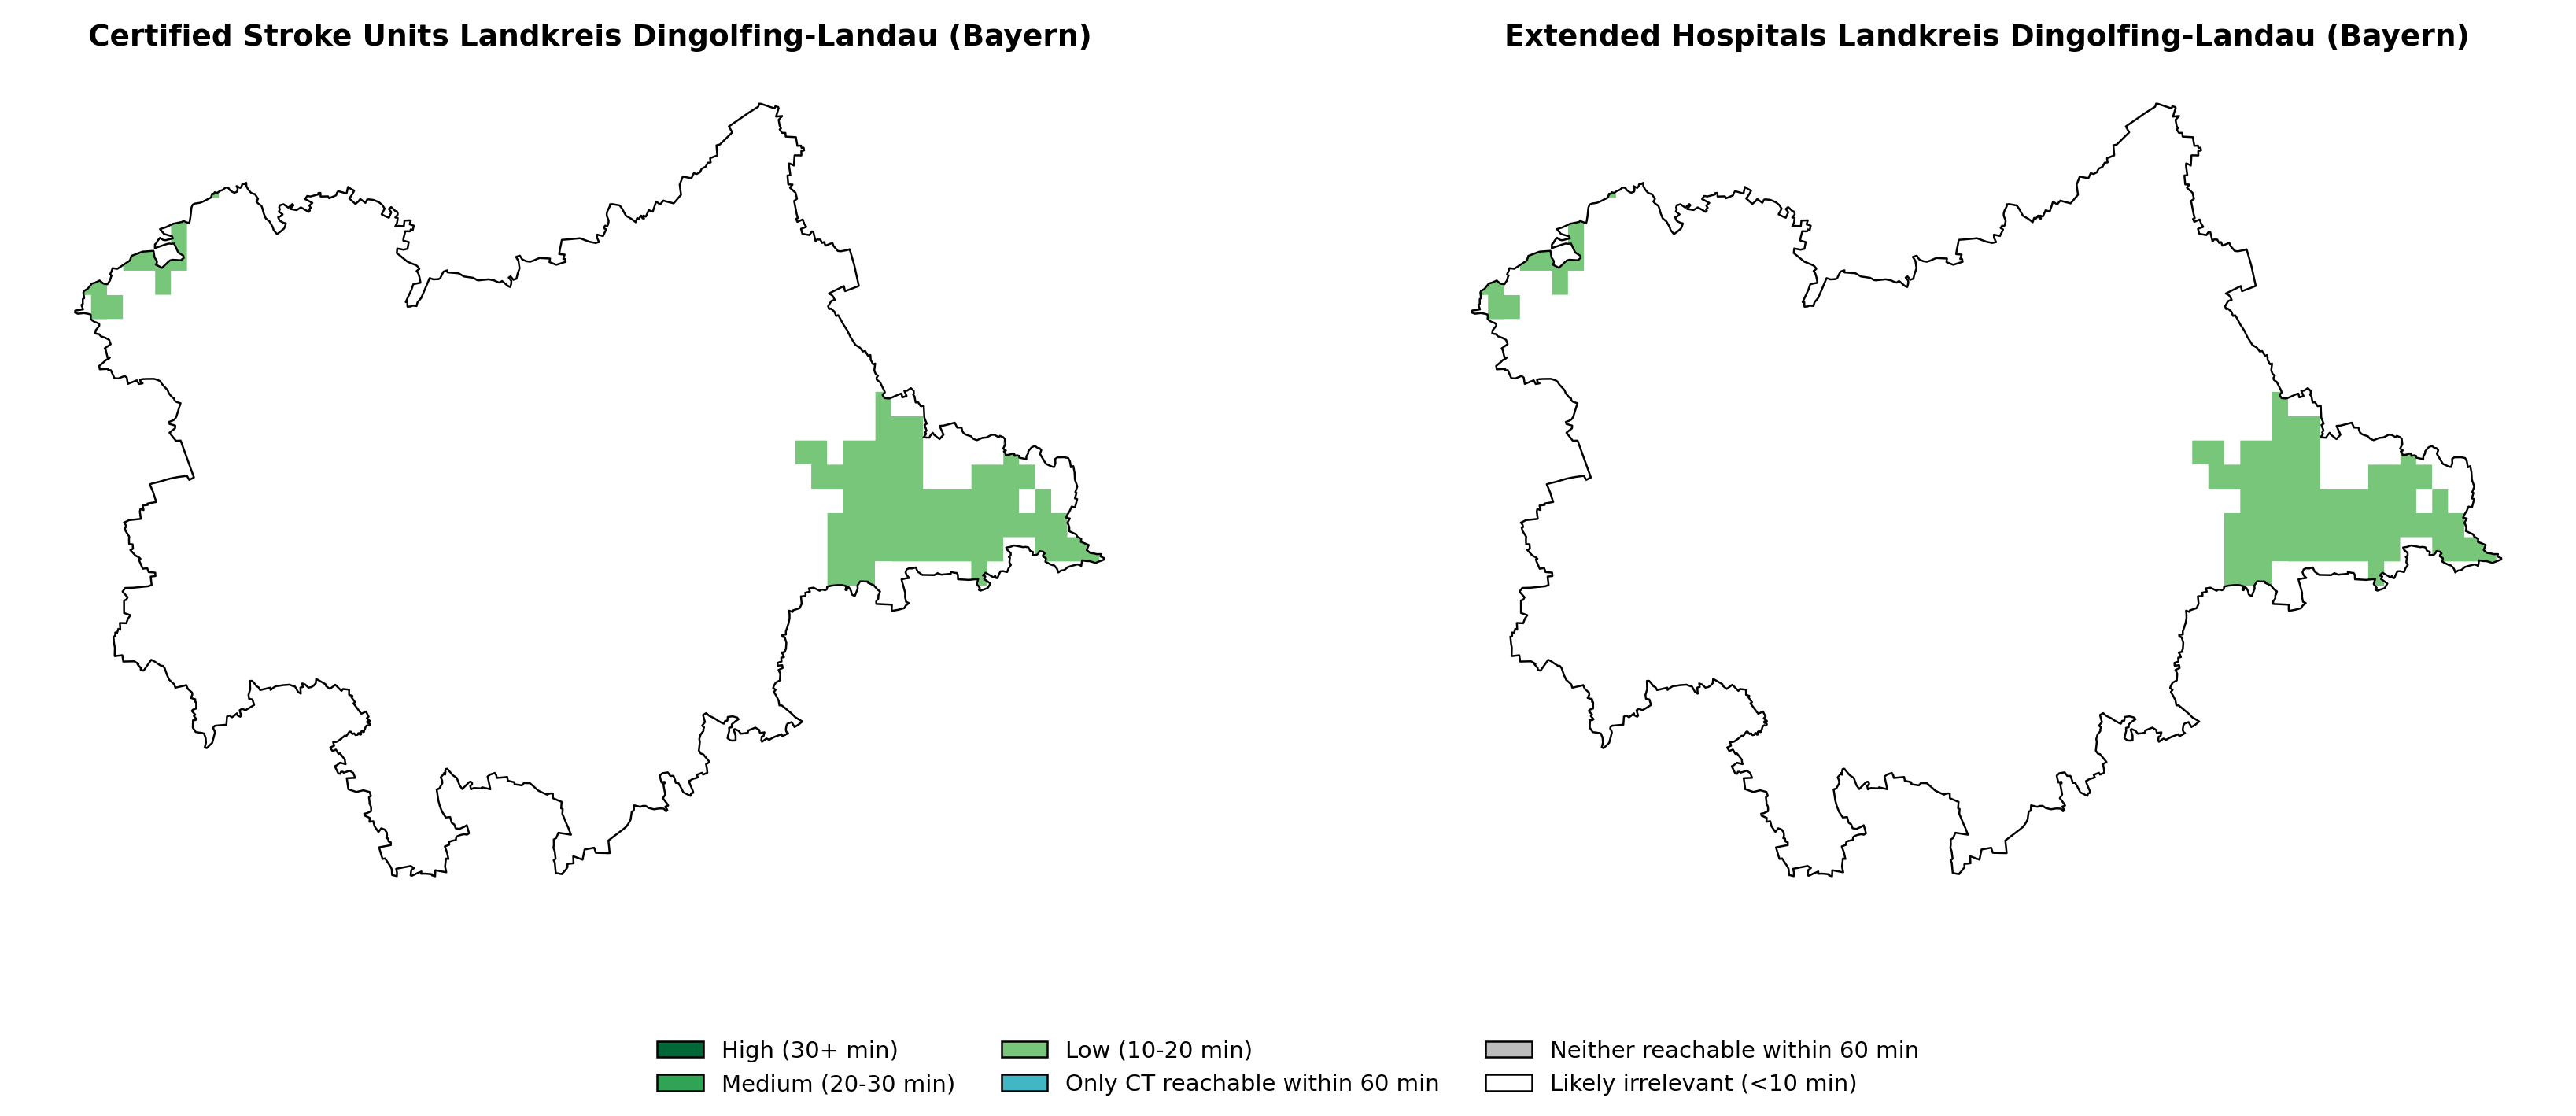 Certified Stroke Units Landkreis Dingolfing-Landau (Bayern)
Extended Hospitals Landkreis Dingolfing-Landau (Bayern)
High (30+ min)
Medium (20-30 min)
Low (10-20 min)
Only CT reachable within 60 min
Neither reachable within 60 min
Likely irrelevant (<10 min)